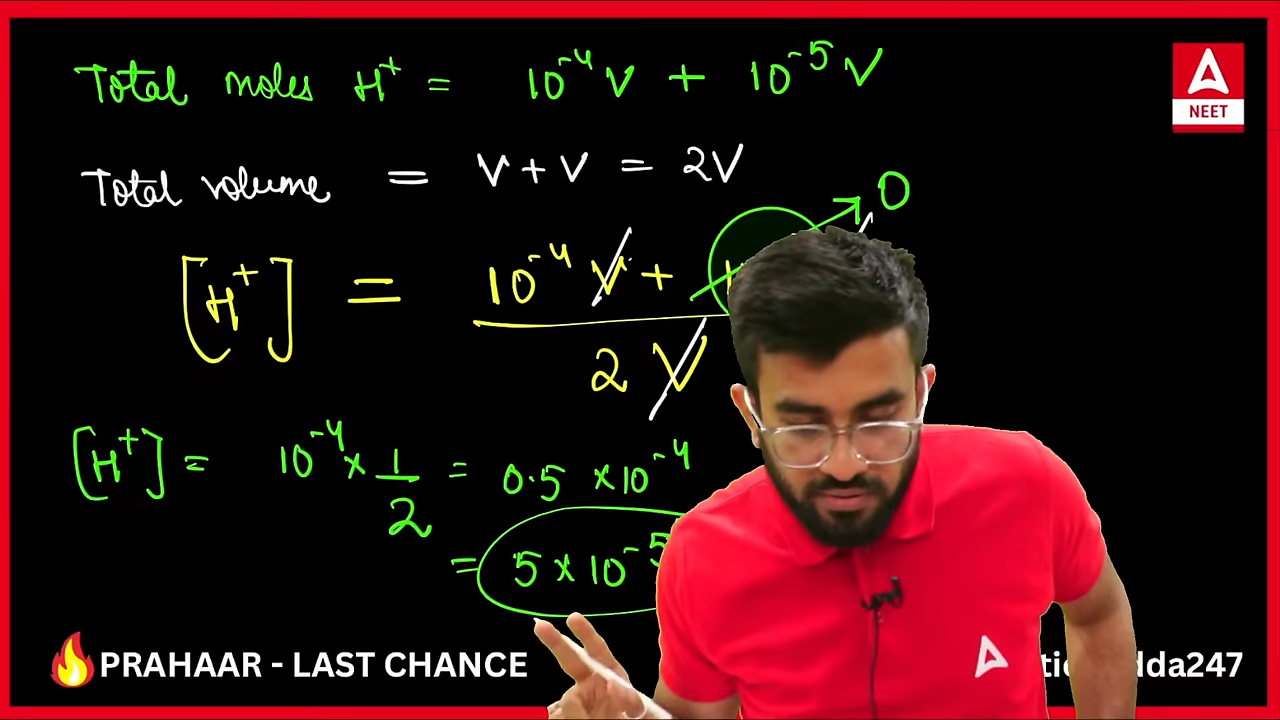 Total moles H⁺ = 10⁻⁴ V + 10⁻⁵ V
NEET
Total volume = V + V = 2V
0
[H⁺] = 10⁻⁴ V +
2 V
[H⁺] = 10⁻⁴ × 1/2 = 0.5 × 10⁻⁴
= 5 × 10⁻⁵
PRAHAAR - LAST CHANCE
dda247